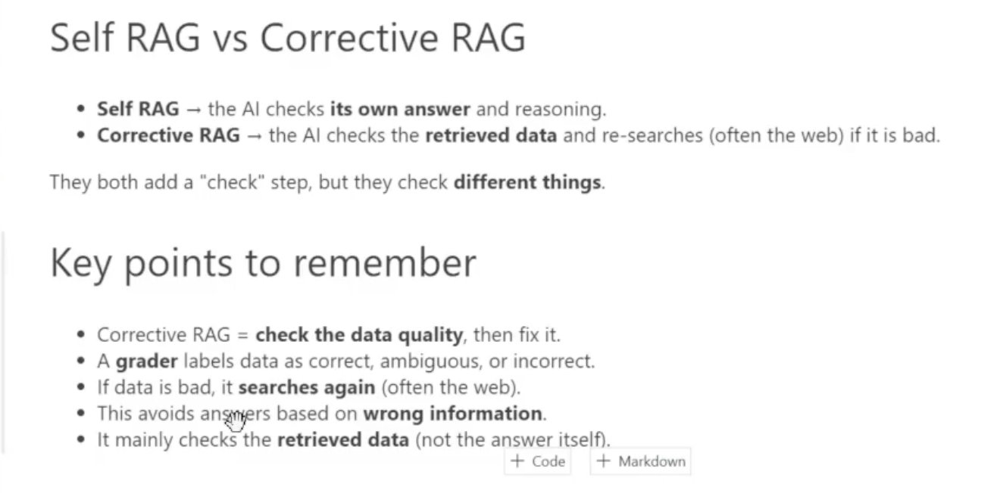 Self RAG vs Corrective RAG
• Self RAG → the AI checks its own answer and reasoning.
• Corrective RAG → the AI checks the retrieved data and re-searches (often the web) if it is bad.
They both add a "check" step, but they check different things.
Key points to remember
• Corrective RAG = check the data quality, then fix it.
• A grader labels data as correct, ambiguous, or incorrect.
• If data is bad, it searches again (often the web).
• This avoids answers based on wrong information.
• It mainly checks the retrieved data (not the answer itself).
+ Code + Markdown